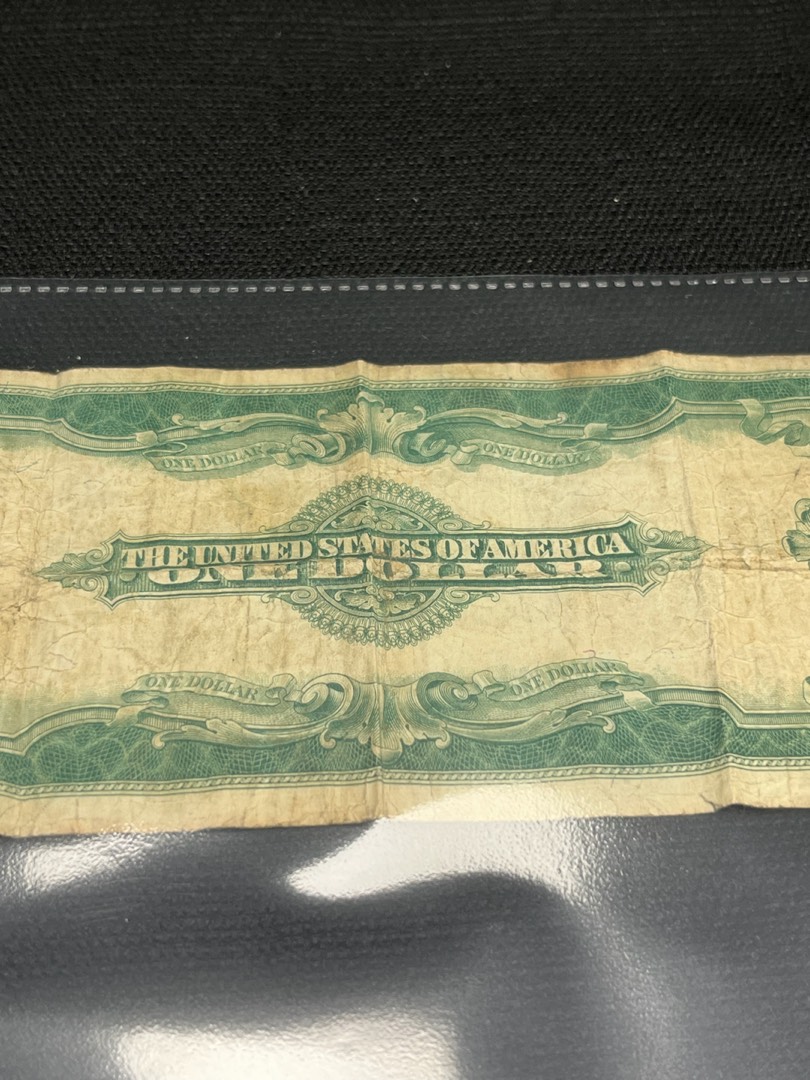 ONE DOLLAR ONE DOLLAR
THE UNITED STATES OF AMERICA
ONE DOLLAR
ONE DOLLAR ONE DOLLAR